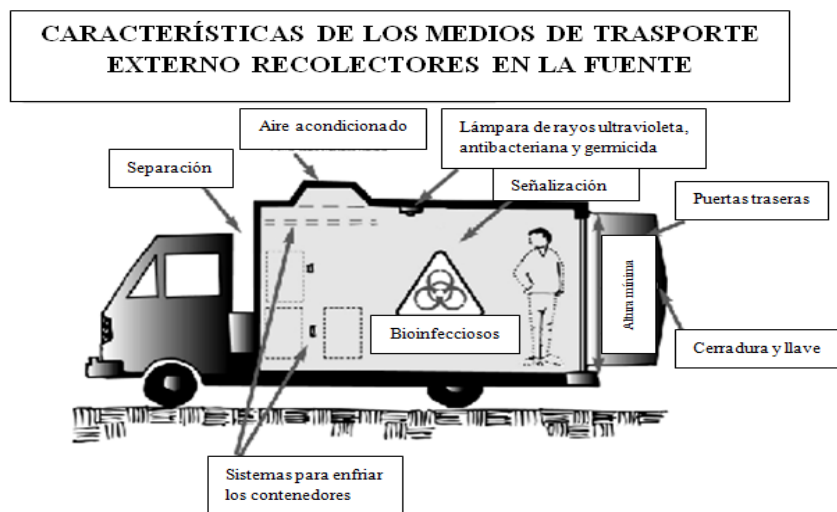 CARACTERÍSTICAS DE LOS MEDIOS DE TRASPORTE
EXTERNO RECOLECTORES EN LA FUENTE
Aire acondicionado
Lámpara de rayos ultravioleta,
antibacteriana y germicida
Separación
Señalización
Puertas traseras
Altura mínima
Bioinfecciosos
Cerradura y llave
Sistemas para enfriar
los contenedores